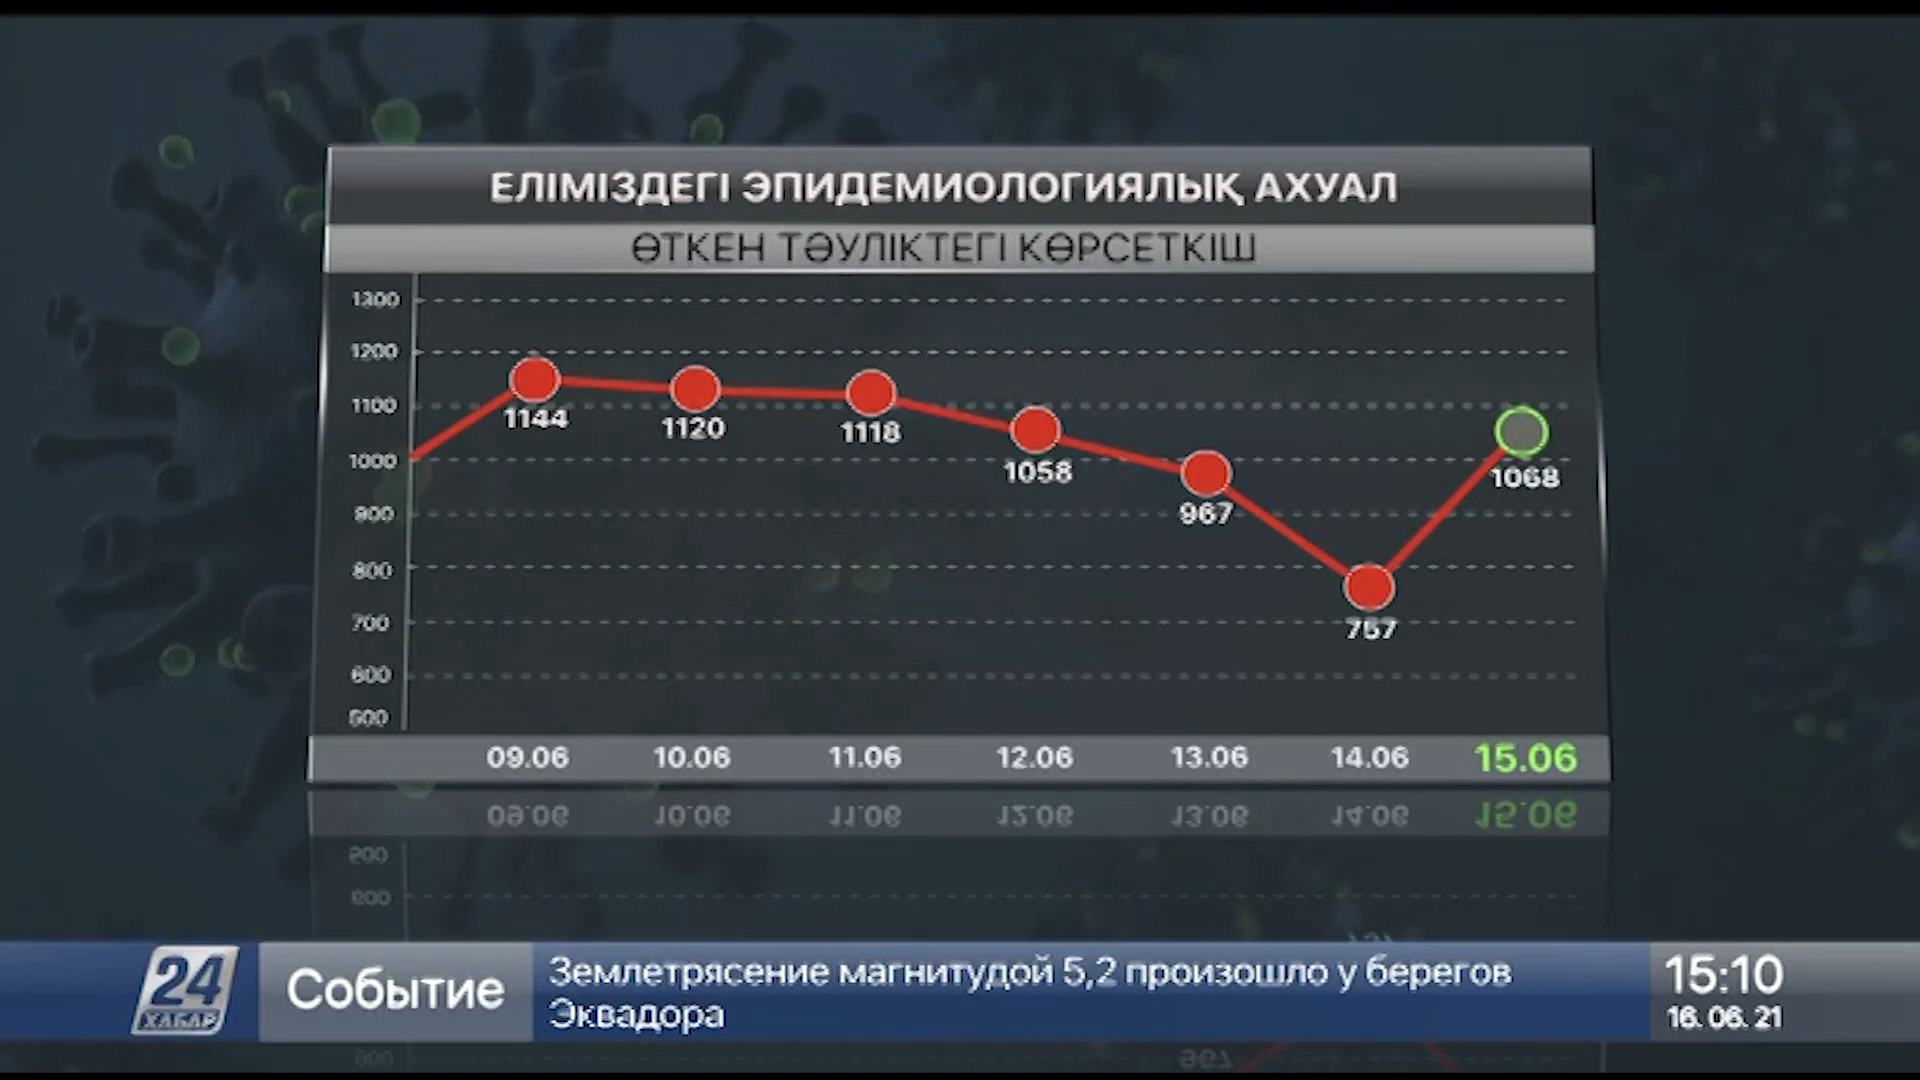 ЕЛІМІЗДЕГІ ЭПИДЕМИОЛОГИЯЛЫҚ АХУАЛ
ӨТКЕН ТӘУЛІКТЕГІ КӨРСЕТКІШ
1300
1200
1100
1000
900
800
700
600
500
1144
1120
1118
1058
967
757
1068
09.06 10.06 11.06 12.06 13.06 14.06 15.06
24
ХАБАР
Событие
Землетрясение магнитудой 5,2 произошло у берегов
Эквадора
15:10
16. 06. 21